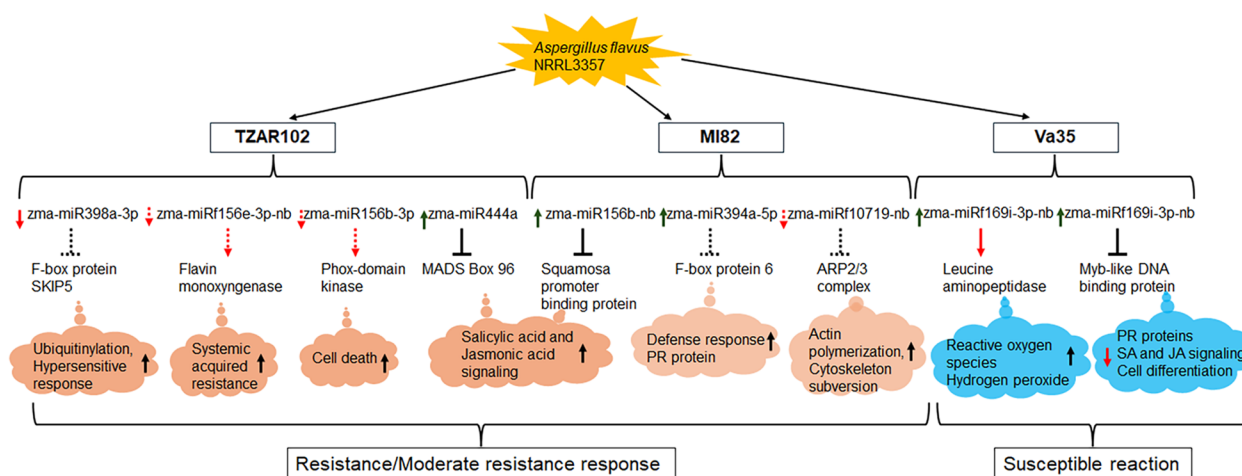 Aspergillus flavus
NRRL3357
TZAR102
MI82
Va35
zma-miR398a-3p
zma-miRf156e-3p-nb
zma-miR156b-3p
zma-miR444a
zma-miR156b-nb
zma-miR394a-5p
zma-miRf10719-nb
zma-miRf169i-3p-nb
zma-miRf169i-3p-nb
F-box protein
SKIP5
Flavin
monoxyngenase
Phox-domain
kinase
MADS Box 96
Squamosa
promoter
binding protein
F-box protein 6
ARP2/3
complex
Leucine
aminopeptidase
Myb-like DNA
binding protein
Ubiquitinylation,
Hypersensitive
response
Systemic
acquired
resistance
Cell death
Salicylic acid and
Jasmonic acid
signaling
Defense response
PR protein
Actin
polymerization,
Cytoskeleton
subversion
Reactive oxygen
species
Hydrogen peroxide
PR proteins
SA and JA signaling
Cell differentiation
Resistance/Moderate resistance response
Susceptible reaction